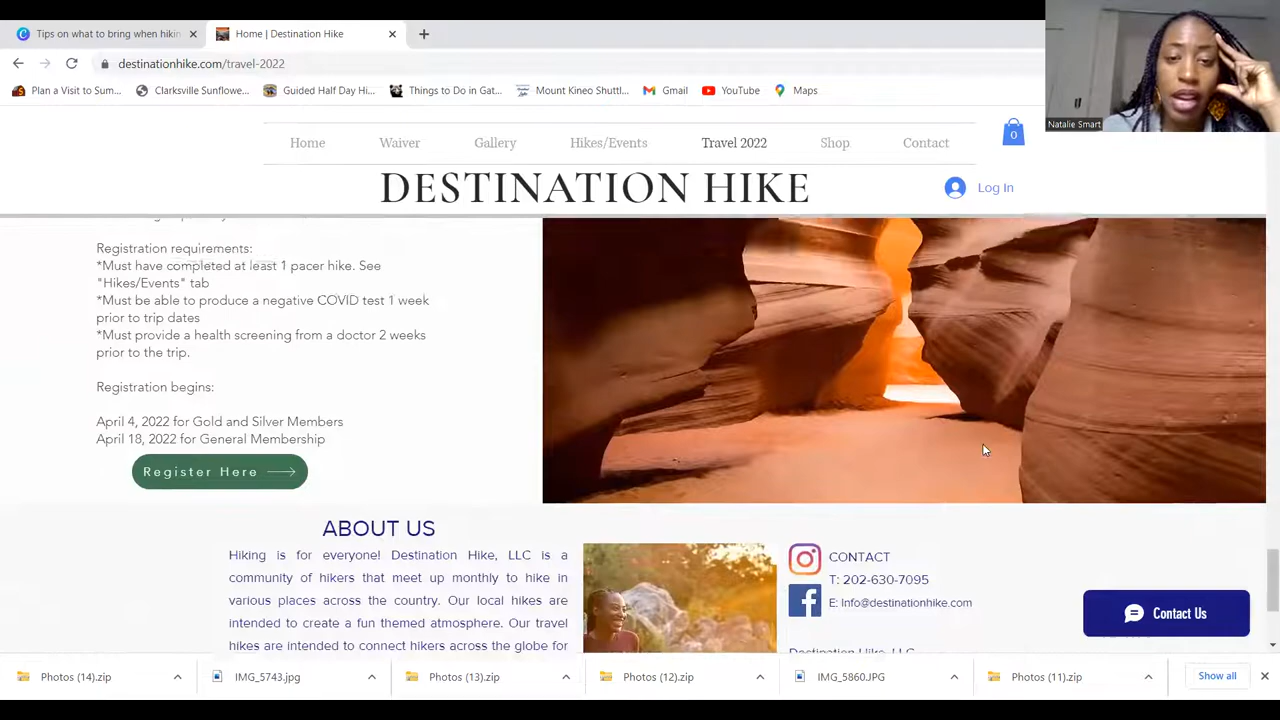 Tips on what to bring when hikin
Home | Destination Hike
destinationhike.com/travel-2022
Plan a Visit to Sum...
Clarksville Sunflowe...
Guided Half Day Hi...
Things to Do in Gat...
Mount Kineo Shuttl...
Gmail
YouTube
Maps
Natalie Smart
Home
Waiver
Gallery
Hikes/Events
Travel 2022
Shop
Contact
0
DESTINATION HIKE
Log In
Registration requirements:
*Must have completed at least 1 pacer hike. See
"Hikes/Events" tab
*Must be able to produce a negative COVID test 1 week
prior to trip dates
*Must provide a health screening from a doctor 2 weeks
prior to the trip.
Registration begins:
April 4, 2022 for Gold and Silver Members
April 18, 2022 for General Membership
Register Here
ABOUT US
Hiking is for everyone! Destination Hike, LLC is a
community of hikers that meet up monthly to hike in
various places across the country. Our local hikes are
intended to create a fun themed atmosphere. Our travel
hikes are intended to connect hikers across the globe for
CONTACT
T: 202-630-7095
E: Info@destinationhike.com
Destination Hike, LLC
Contact Us
Photos (14).zip
IMG_5743.jpg
Photos (13).zip
Photos (12).zip
IMG_5860.JPG
Photos (11).zip
Show all